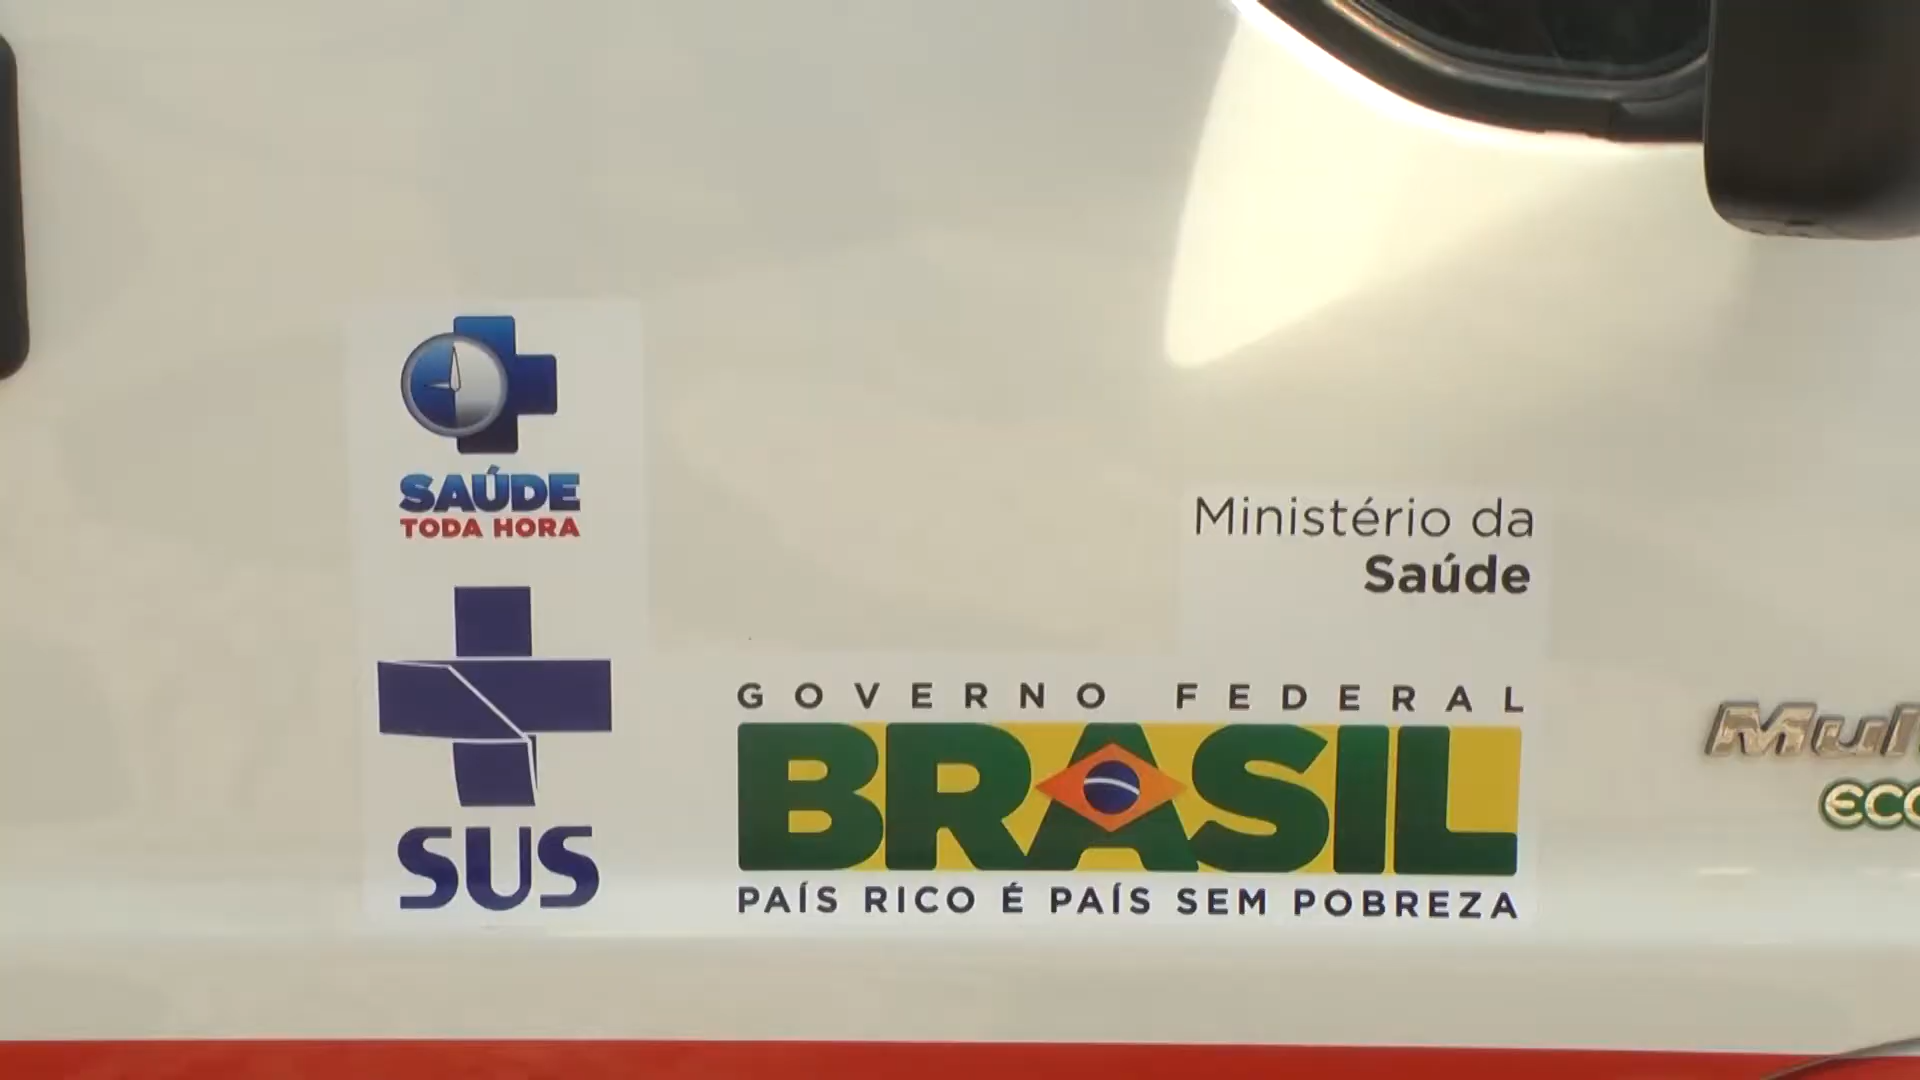 SAÚDE
TODA HORA
SUS
Ministério da
Saúde
GOVERNO FEDERAL
BRASIL
PAÍS RICO É PAÍS SEM POBREZA